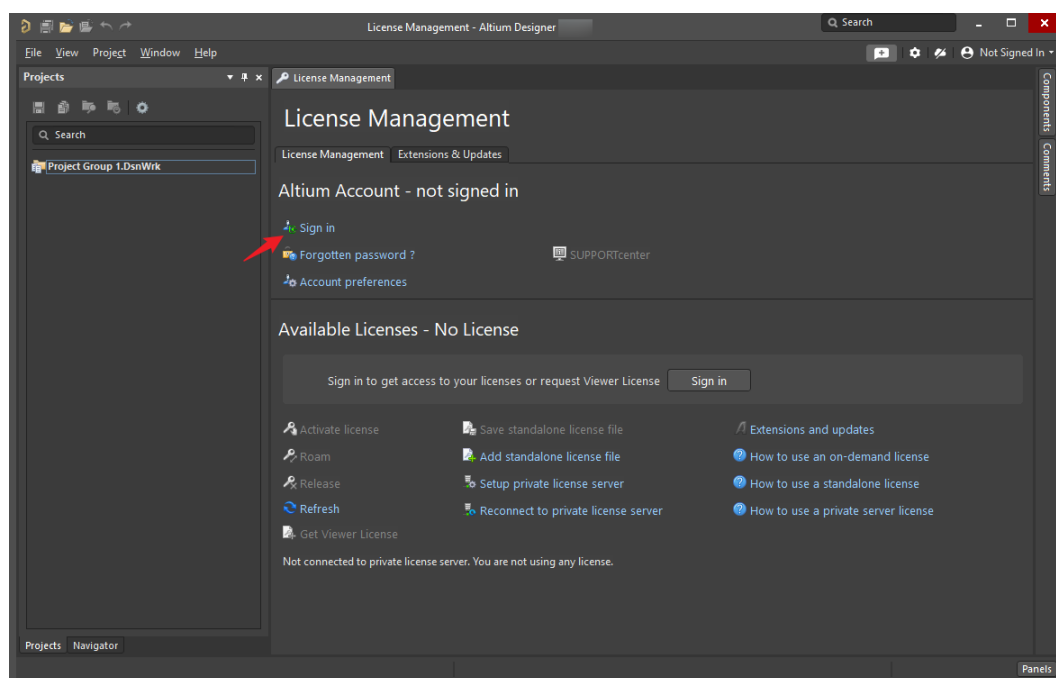 License Management - Altium Designer
Search
File View Project Window Help
Not Signed In
Projects
License Management
Components
Comments
Search
Project Group 1.DsnWrk
License Management
License Management Extensions & Updates
Altium Account - not signed in
Sign in
Forgotten password ?
SUPPORTcenter
Account preferences
Available Licenses - No License
Sign in to get access to your licenses or request Viewer License Sign in
Activate license
Save standalone license file
Extensions and updates
Roam
Add standalone license file
How to use an on-demand license
Release
Setup private license server
How to use a standalone license
Refresh
Reconnect to private license server
How to use a private server license
Get Viewer License
Not connected to private license server. You are not using any license.
Projects Navigator
Panels